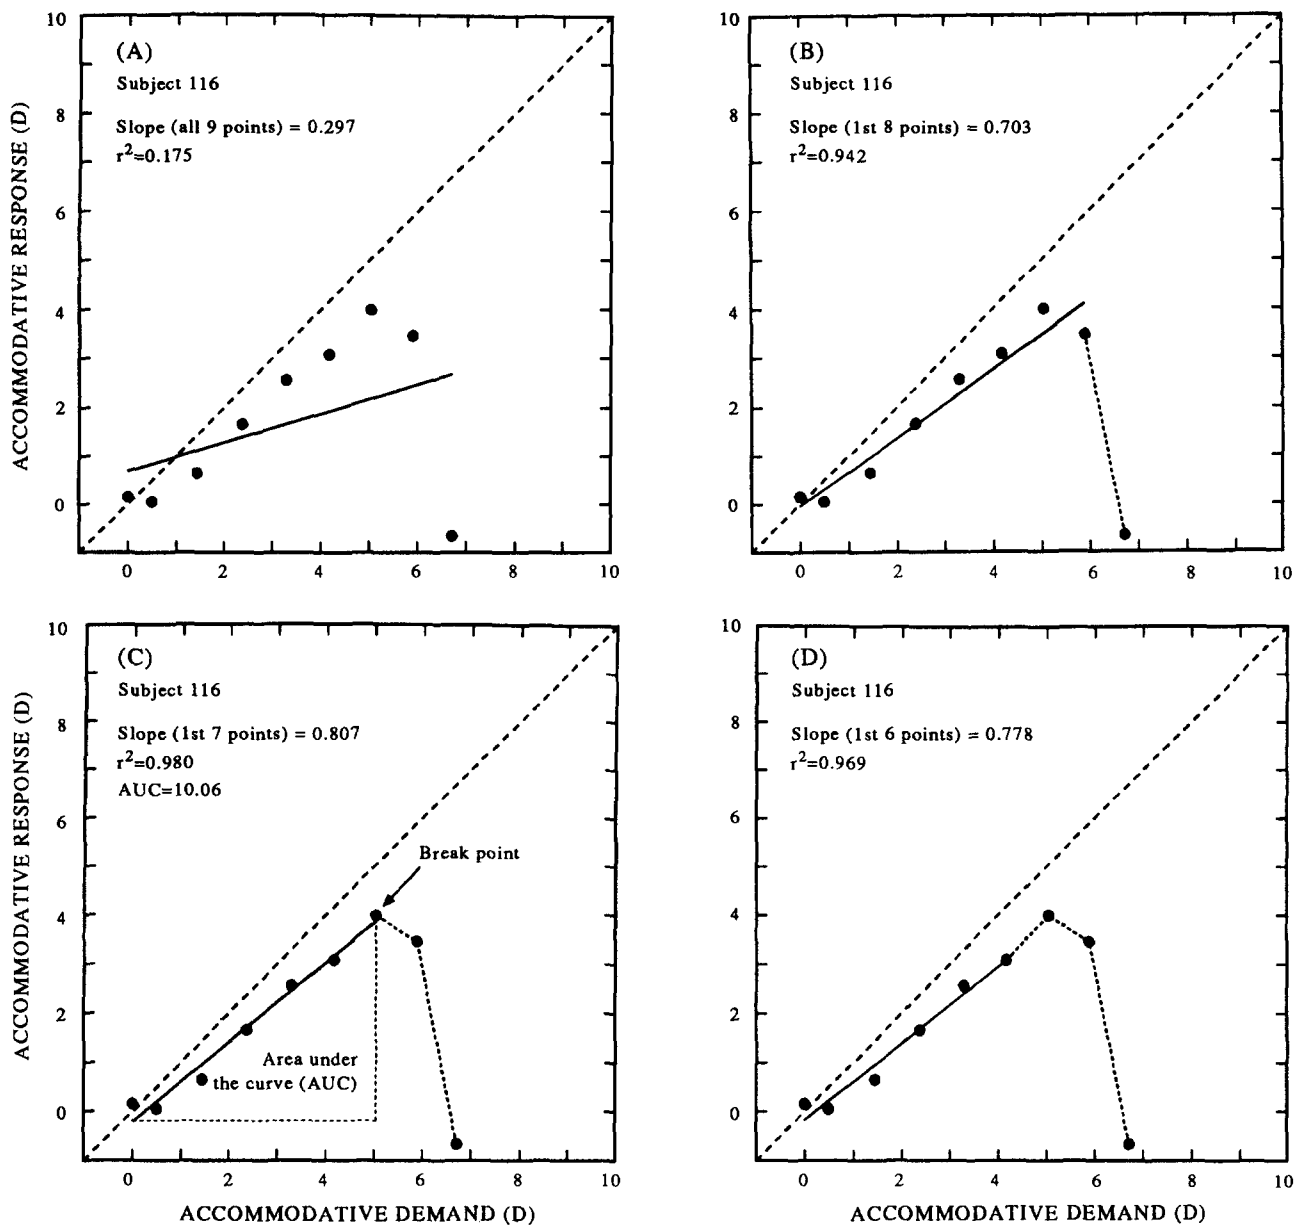 (A)
Subject 116
Slope (all 9 points) = 0.297
r²=0.175
10
8
6
4
2
0
0 2 4 6 8 10
ACCOMMODATIVE RESPONSE (D)
(B)
Subject 116
Slope (1st 8 points) = 0.703
r²=0.942
10
8
6
4
2
0
0 2 4 6 8 10
(C)
Subject 116
Slope (1st 7 points) = 0.807
r²=0.980
AUC=10.06
Break point
Area under
the curve (AUC)
10
8
6
4
2
0
0 2 4 6 8 10
ACCOMMODATIVE RESPONSE (D)
ACCOMMODATIVE DEMAND (D)
(D)
Subject 116
Slope (1st 6 points) = 0.778
r²=0.969
10
8
6
4
2
0
0 2 4 6 8 10
ACCOMMODATIVE DEMAND (D)